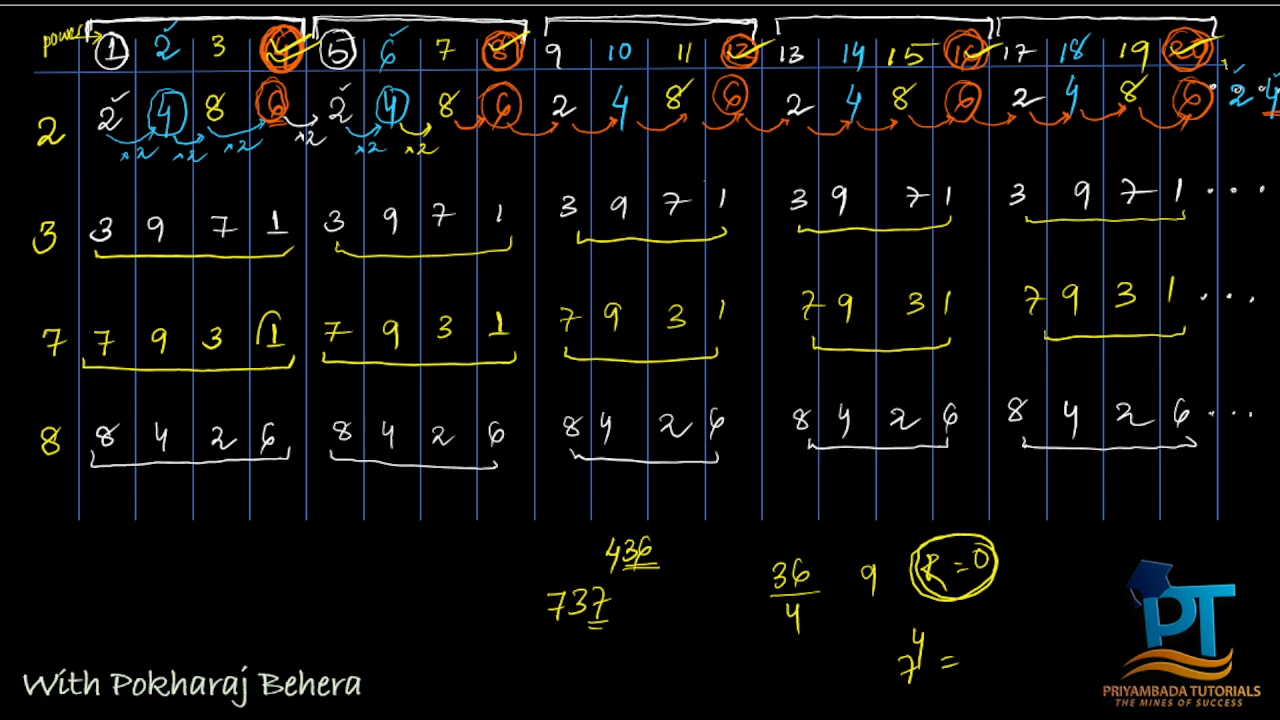 power → 1 2 3 4 5 6 7 8 9 10 11 12 13 14 15 16 17 18 19 20
2 2 4 8 6 2 4 8 6 2 4 8 6 2 4 8 6 2 4 8 6 2 4
×2 ×2 ×2 ×2 ×2 ×2
3 3 9 7 1 3 9 7 1 3 9 7 1 3 9 7 1 3 9 7 1 ....
7 7 9 3 1 7 9 3 1 7 9 3 1 7 9 3 1 7 9 3 1 ...
8 8 4 2 6 8 4 2 6 8 4 2 6 8 4 2 6 8 4 2 6 ...
737^436
36/4 9 R=0
7^4 =
With Pokharaj Behera
PT
PRIYAMBADA TUTORIALS
THE MINES OF SUCCESS